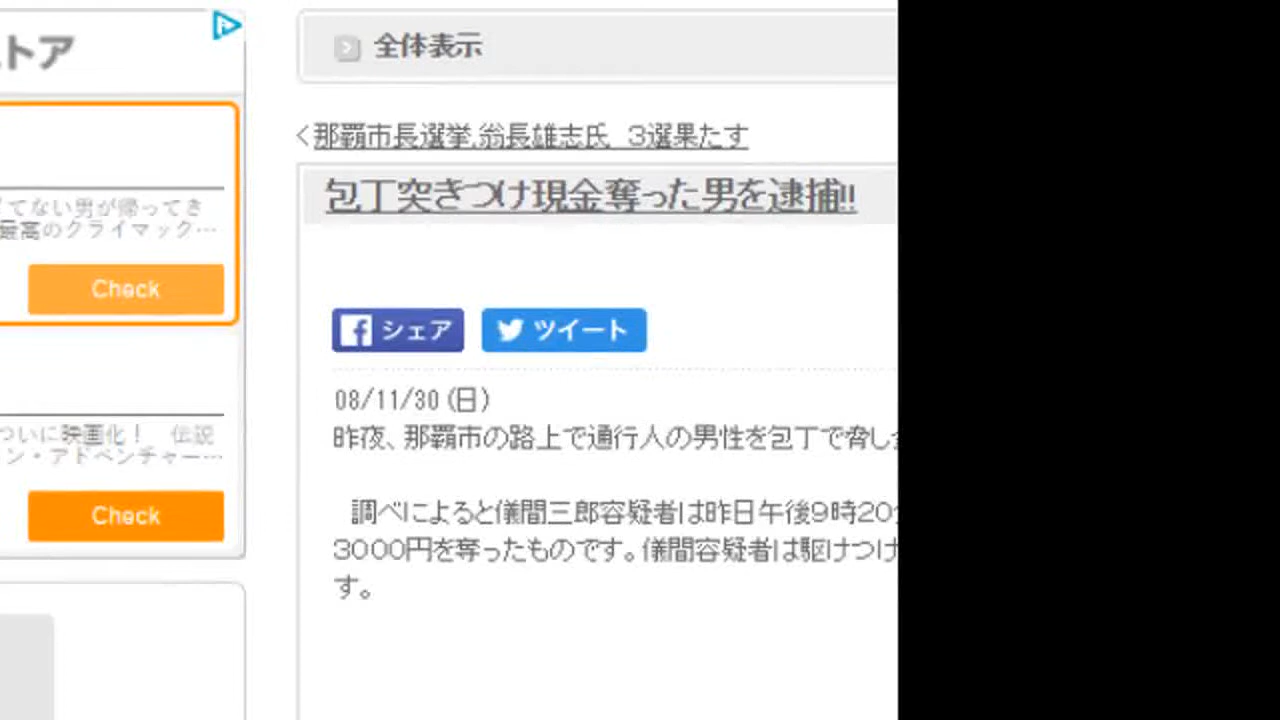 トア
てない男が帰ってき
最高のクライマック…
Check
ついに映画化！　伝説
ン・アドベンチャー…
Check
全体表示
<那覇市長選挙,翁長雄志氏　3選果たす
包丁突きつけ現金奪った男を逮捕!!
シェア
ツイート
08/11/30 (日)
昨夜、那覇市の路上で通行人の男性を包丁で脅し
調べによると儀間三郎容疑者は昨日午後9時20
3000円を奪ったものです。儀間容疑者は駆けつけ
す。